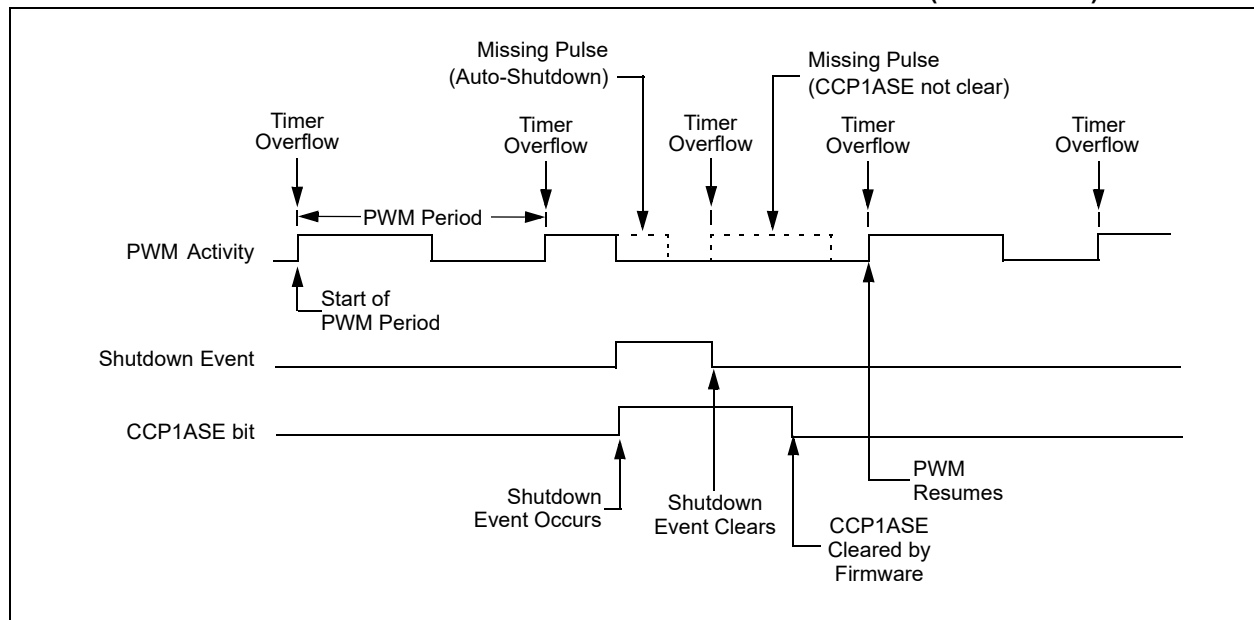 Missing Pulse
(Auto-Shutdown)
Missing Pulse
(CCP1ASE not clear)
Timer
Overflow
Timer
Overflow
Timer
Overflow
Timer
Overflow
Timer
Overflow
PWM Period
PWM Activity
Start of
PWM Period
Shutdown Event
CCP1ASE bit
Shutdown
Event Occurs
Shutdown
Event Clears
PWM
Resumes
CCP1ASE
Cleared by
Firmware